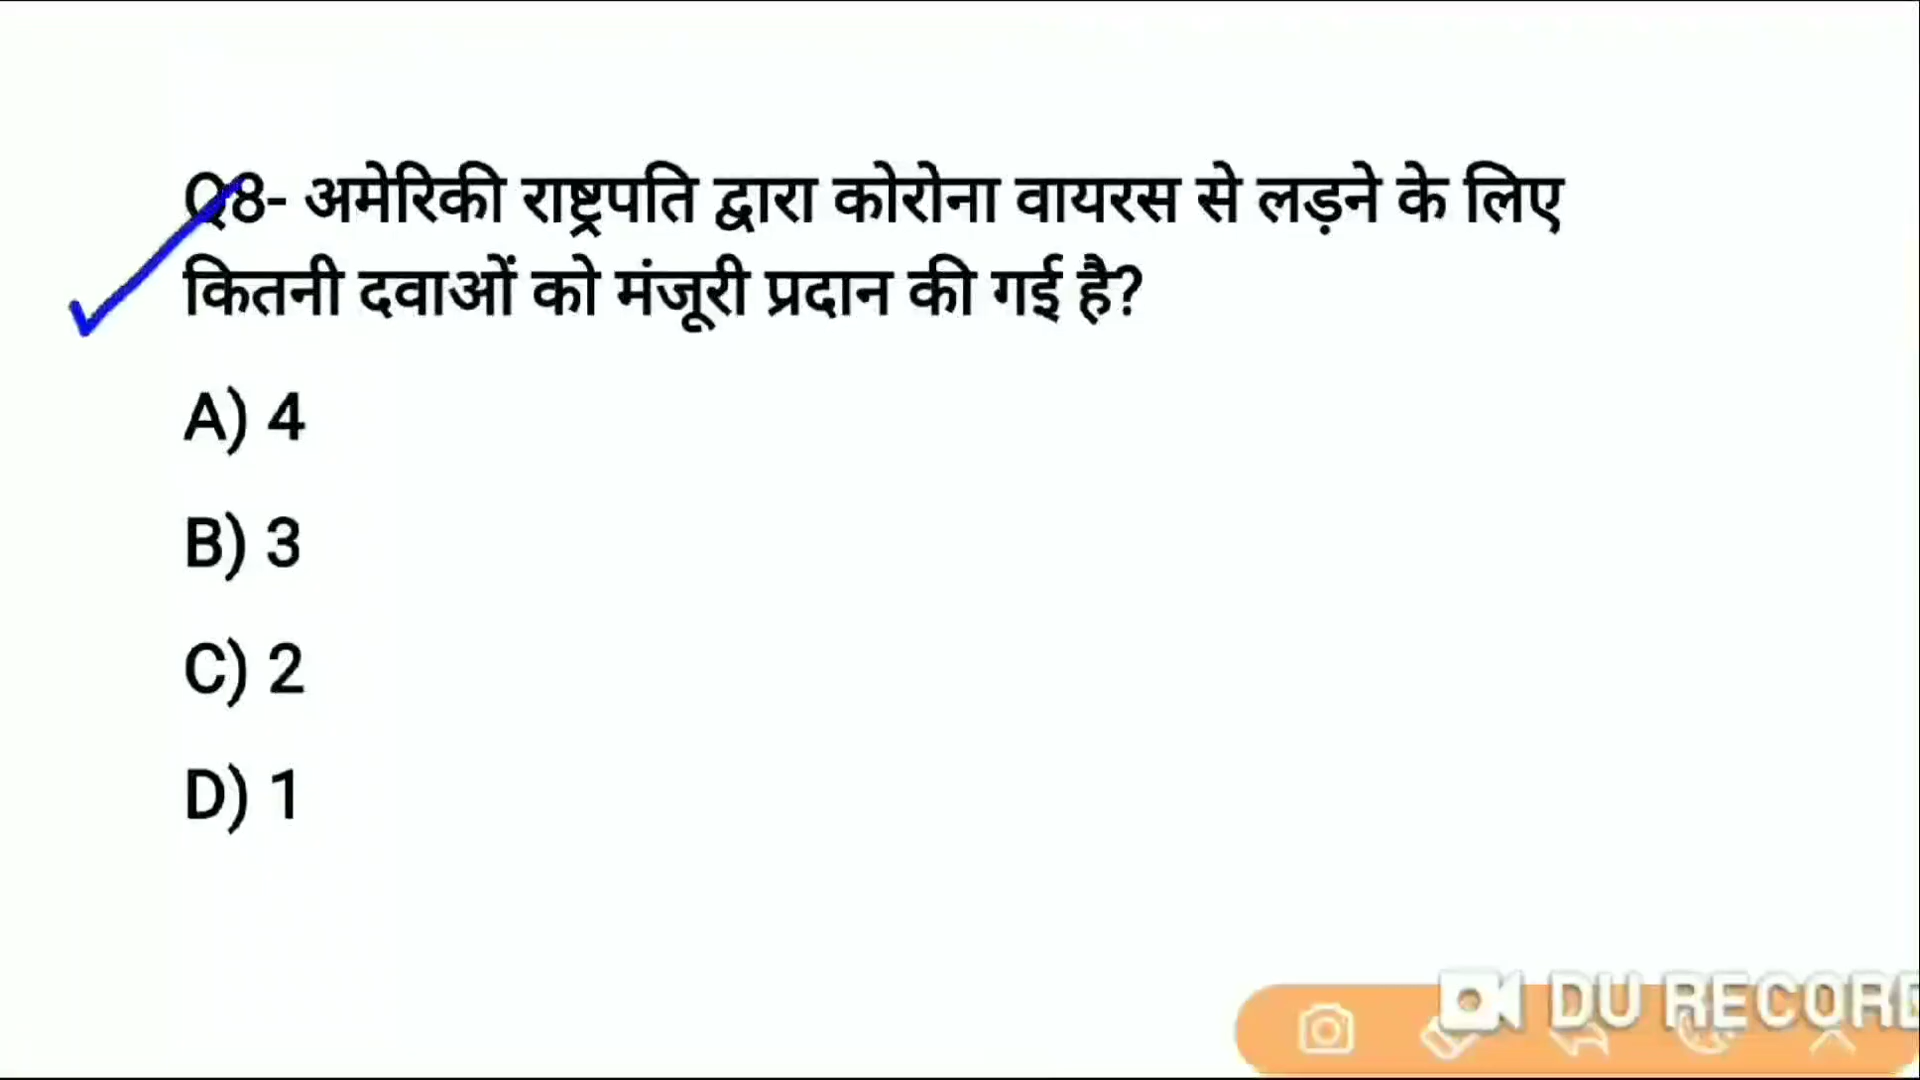 Q8- अमेरिकी राष्ट्रपति द्वारा कोरोना वायरस से लड़ने के लिए
कितनी दवाओं को मंजूरी प्रदान की गई है?
A) 4
B) 3
C) 2
D) 1
DU RECORD